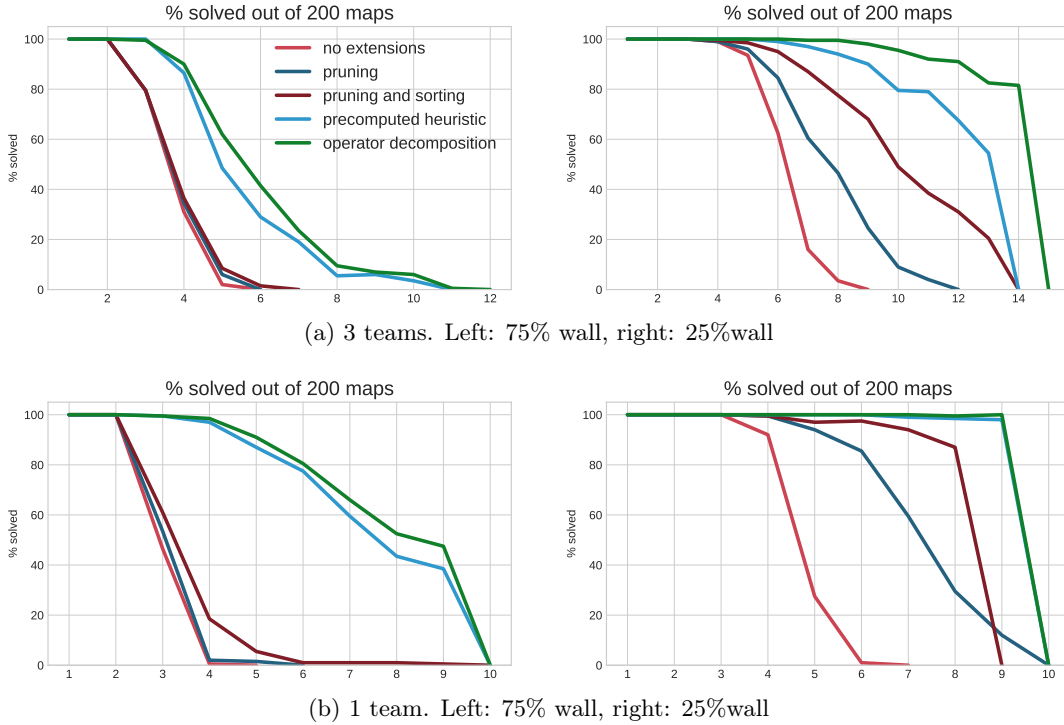 % solved out of 200 maps
% solved
100
80
60
40
20
0
2 4 6 8 10 12
no extensions
pruning
pruning and sorting
precomputed heuristic
operator decomposition
% solved out of 200 maps
% solved
100
80
60
40
20
0
2 4 6 8 10 12 14
(a) 3 teams. Left: 75% wall, right: 25%wall
% solved out of 200 maps
% solved
100
80
60
40
20
0
1 2 3 4 5 6 7 8 9 10
% solved out of 200 maps
% solved
100
80
60
40
20
0
1 2 3 4 5 6 7 8 9 10
(b) 1 team. Left: 75% wall, right: 25%wall